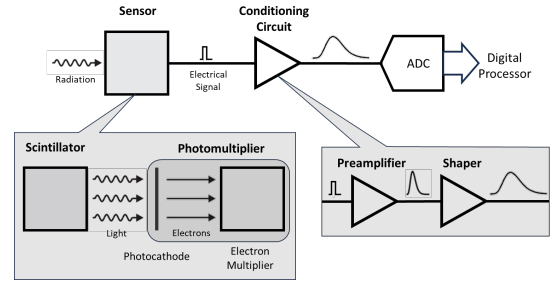 Sensor
Conditioning
Circuit
Radiation
Electrical
Signal
ADC
Digital
Processor
Scintillator
Photomultiplier
Light
Electrons
Photocathode
Electron
Multiplier
Preamplifier
Shaper